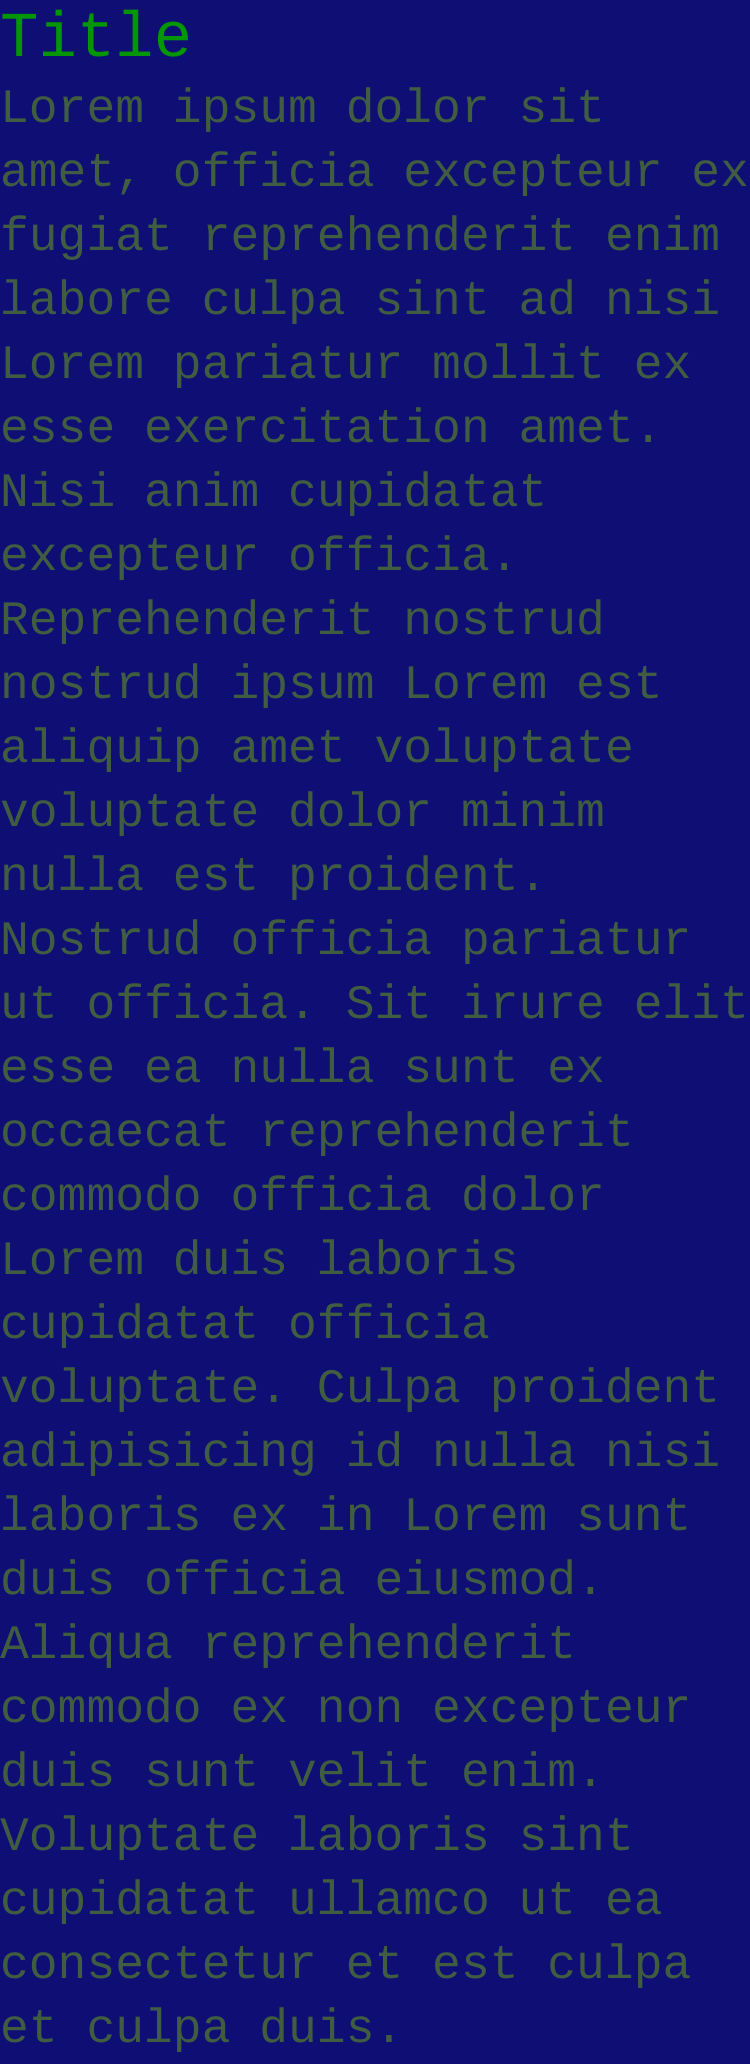 Title
Lorem ipsum dolor sit
amet, officia excepteur ex
fugiat reprehenderit enim
labore culpa sint ad nisi
Lorem pariatur mollit ex
esse exercitation amet.
Nisi anim cupidatat
excepteur officia.
Reprehenderit nostrud
nostrud ipsum Lorem est
aliquip amet voluptate
voluptate dolor minim
nulla est proident.
Nostrud officia pariatur
ut officia. Sit irure elit
esse ea nulla sunt ex
occaecat reprehenderit
commodo officia dolor
Lorem duis laboris
cupidatat officia
voluptate. Culpa proident
adipisicing id nulla nisi
laboris ex in Lorem sunt
duis officia eiusmod.
Aliqua reprehenderit
commodo ex non excepteur
duis sunt velit enim.
Voluptate laboris sint
cupidatat ullamco ut ea
consectetur et est culpa
et culpa duis.